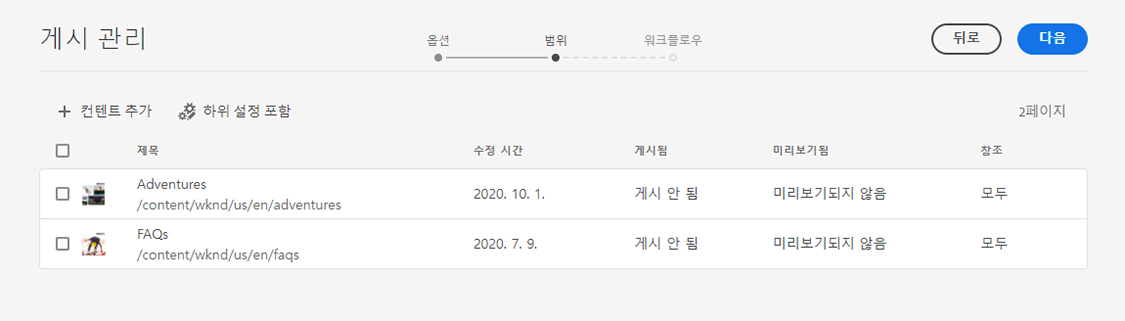 게시 관리
옵션
범위
워크플로우
뒤로
다음
컨텐트 추가
하위 설정 포함
2페이지
제목 수정 시간 게시됨 미리보기됨 참조
Adventures
/content/wknd/us/en/adventures
2020. 10. 1. 게시 안 됨 미리보기되지 않음 모두
FAQs
/content/wknd/us/en/faqs
2020. 7. 9. 게시 안 됨 미리보기되지 않음 모두